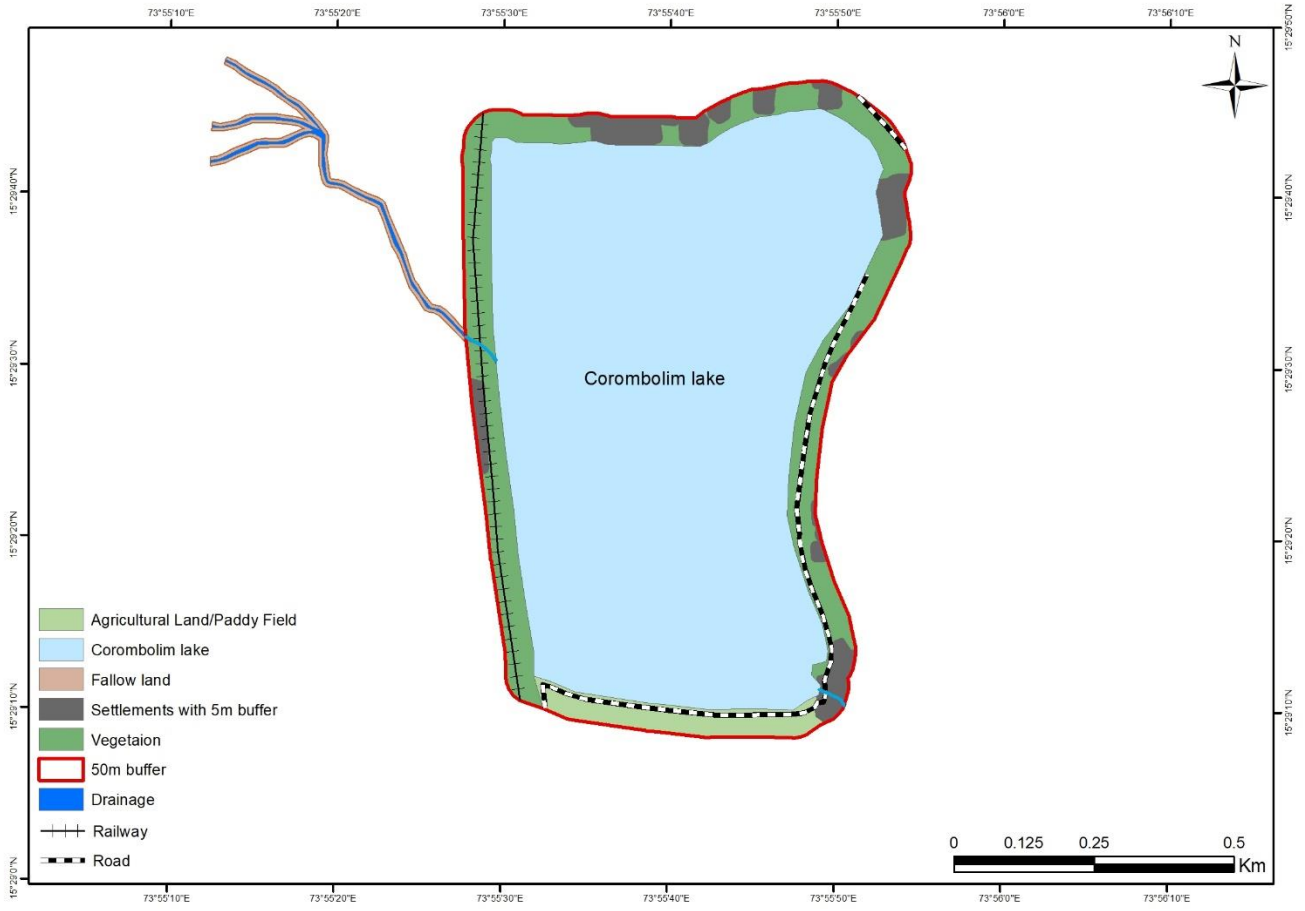 73°55'10"E 73°55'20"E 73°55'30"E 73°55'40"E 73°55'50"E 73°56'0"E 73°56'10"E
15°29'50"N
N
15°29'40"N 15°29'40"N
15°29'30"N 15°29'30"N
Corombolim lake
15°29'20"N 15°29'20"N
Agricultural Land/Paddy Field
Corombolim lake
Fallow land
Settlements with 5m buffer
15°29'10"N 15°29'10"N
Vegetaion
50m buffer
Drainage
Railway
Road
0 0.125 0.25 0.5
Km
15°29'0"N
73°55'10"E 73°55'20"E 73°55'30"E 73°55'40"E 73°55'50"E 73°56'0"E 73°56'10"E